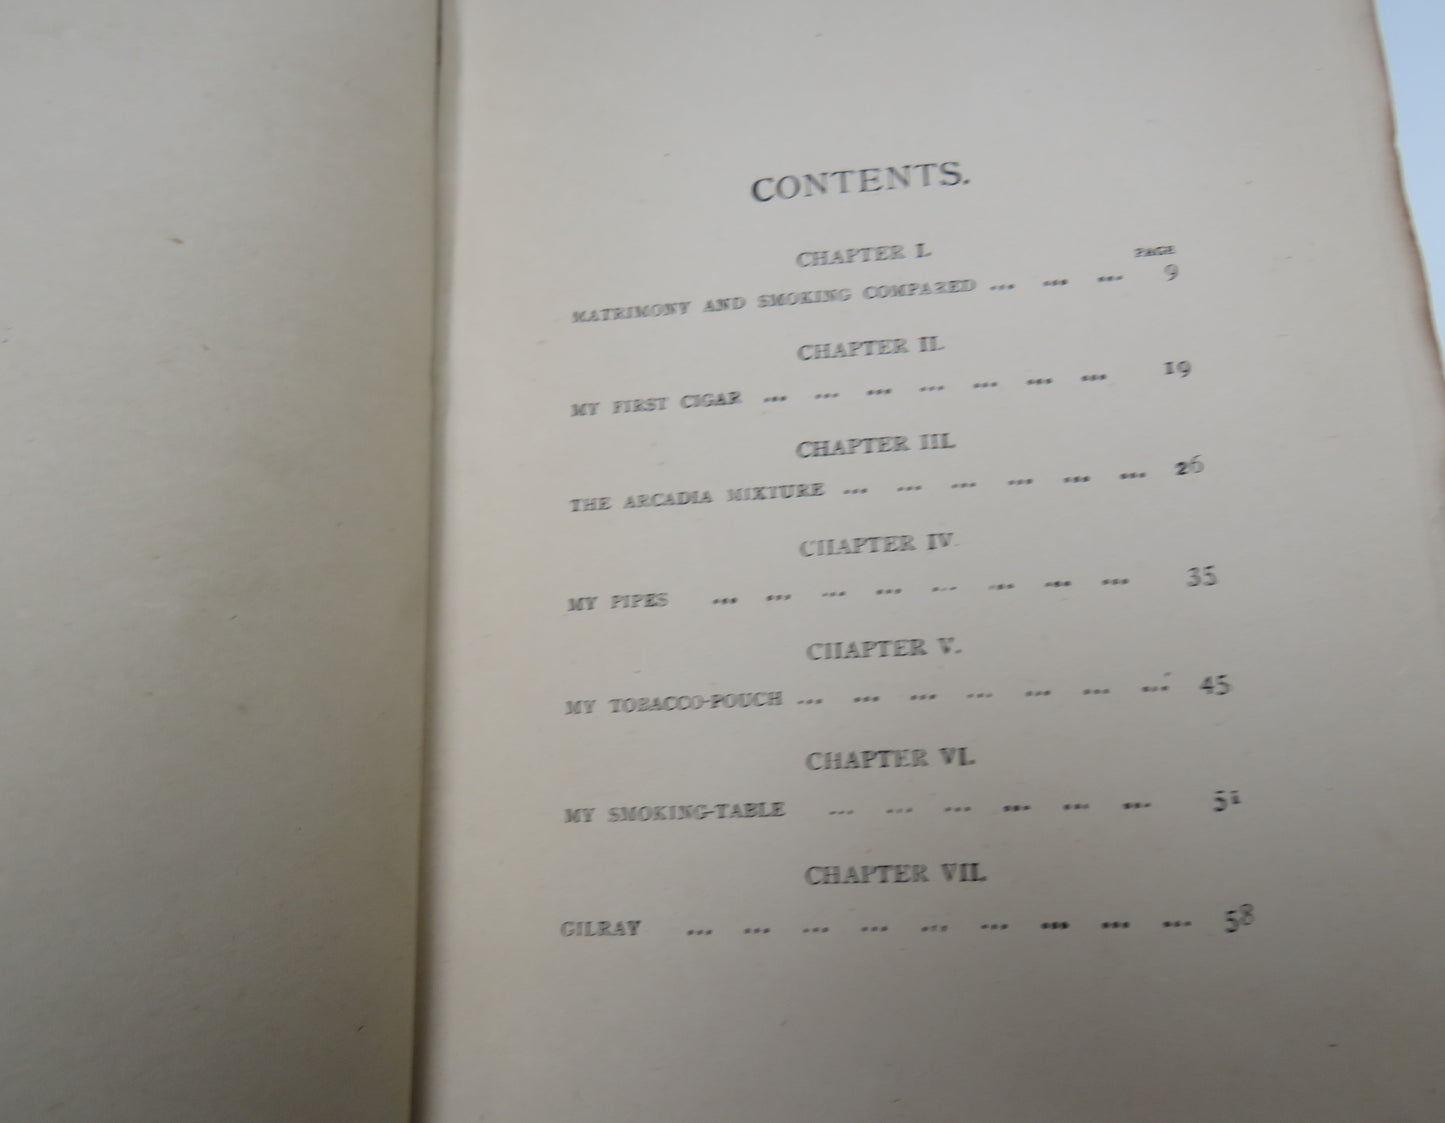 CONTENTS.
CHAPTER I.
PAGE
MATRIMONY AND SMOKING COMPARED ... ... ... 9
CHAPTER II.
MY FIRST CIGAR ... ... ... ... ... ... ... 19
CHAPTER III.
THE ARCADIA MIXTURE ... ... ... ... ... ... 26
CHAPTER IV.
MY PIPES ... ... ... ... ... ... ... ... 35
CHAPTER V.
MY TOBACCO-POUCH ... ... ... ... ... ... ... 45
CHAPTER VI.
MY SMOKING-TABLE ... ... ... ... ... ... 51
CHAPTER VII.
GILRAY ... ... ... ... ... ... ... ... ... 58